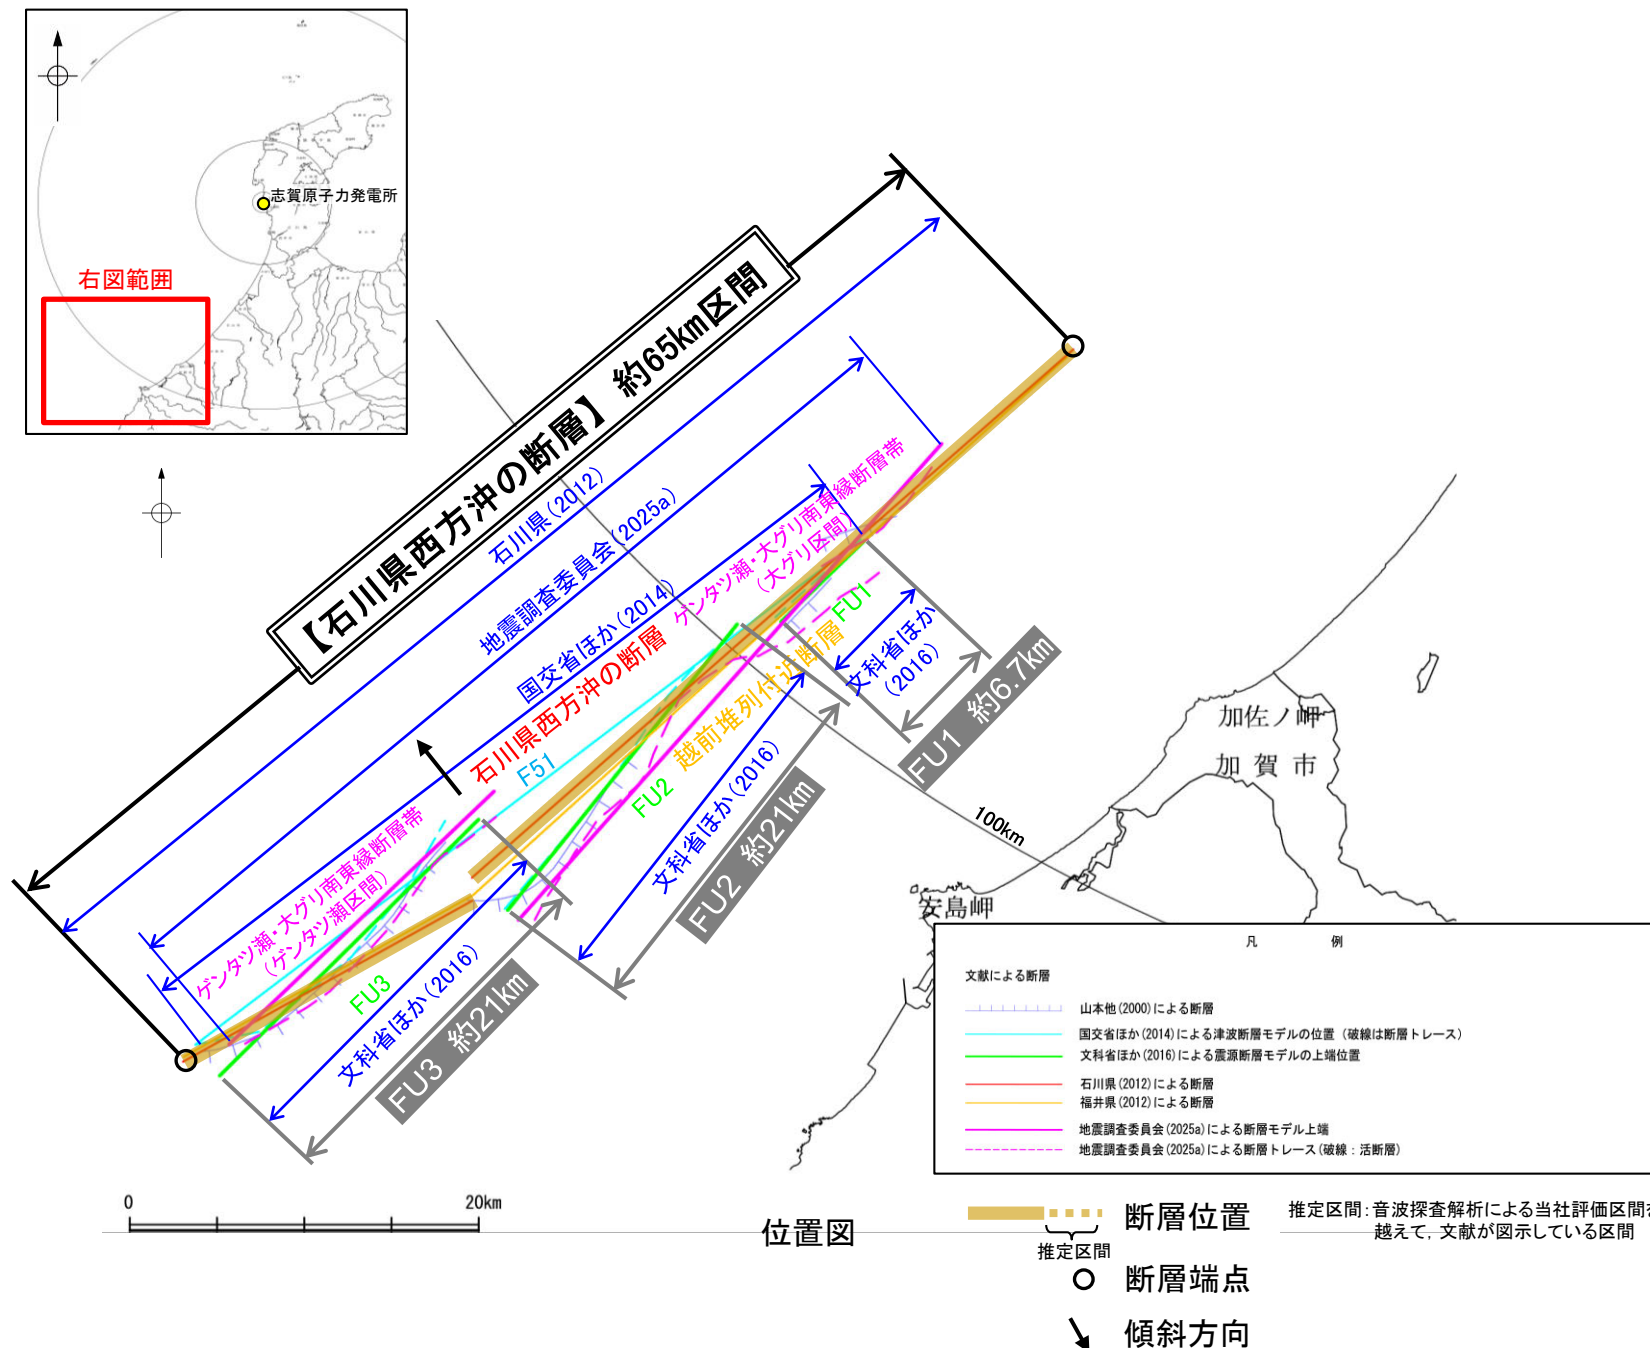 志賀原子力発電所
右図範囲
【石川県西方沖の断層】 約65km区間
石川県(2012)
地震調査委員会(2025a)
国交省ほか(2014)
ゲンタツ瀬・大グリ南東縁断層帯
(大グリ区間)
石川県西方沖の断層
F51
FU1
越前堆列付近断層
FU2
文科省ほか
(2016)
FU1 約6.7km
文科省ほか(2016)
FU2 約21km
ゲンタツ瀬・大グリ南東縁断層帯
(ゲンタツ瀬区間)
FU3
文科省ほか(2016)
FU3 約21km
100km
加佐ノ岬
加賀市
安島岬
凡 例
文献による断層
山本他(2000)による断層
国交省ほか(2014)による津波断層モデルの位置 (破線は断層トレース)
文科省ほか(2016)による震源断層モデルの上端位置
石川県(2012)による断層
福井県(2012)による断層
地震調査委員会(2025a)による断層モデル上端
地震調査委員会(2025a)による断層トレース(破線：活断層)
0 20km
位置図
断層位置
推定区間
推定区間：音波探査解析による当社評価区間を
越えて，文献が図示している区間
断層端点
傾斜方向